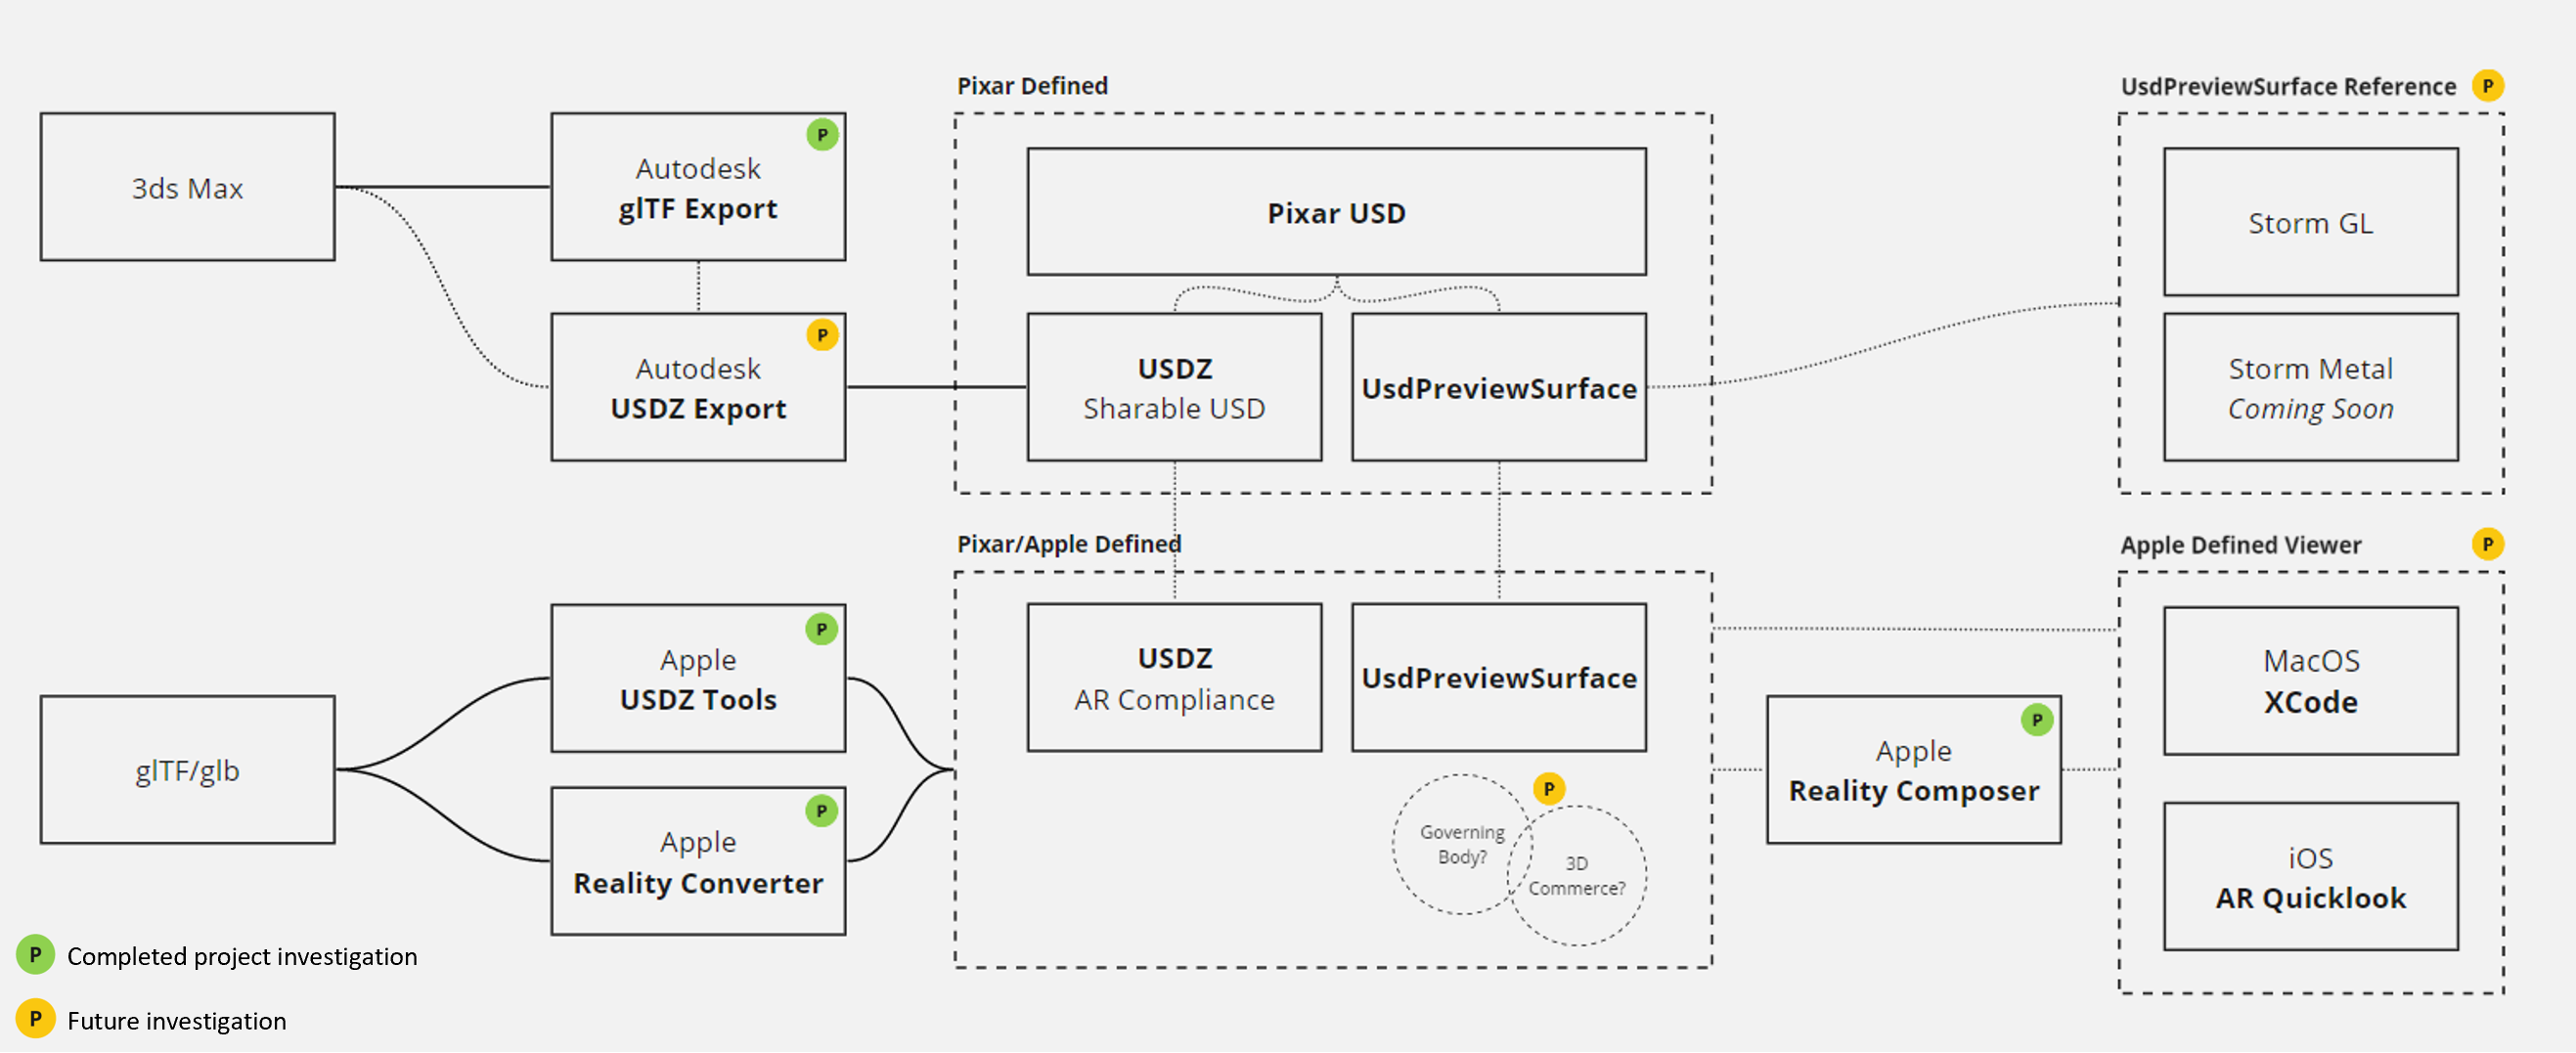 Pixar Defined
UsdPreviewSurface Reference
P
3ds Max
P
Autodesk
glTF Export
Pixar USD
Storm GL
P
Autodesk
USDZ Export
USDZ
Sharable USD
UsdPreviewSurface
Storm Metal
Coming Soon
Pixar/Apple Defined
Apple Defined Viewer
P
P
Apple
USDZ Tools
USDZ
AR Compliance
UsdPreviewSurface
MacOS
XCode
glTF/glb
P
Apple
Reality Composer
P
Apple
Reality Converter
P
Governing
Body?
3D
Commerce?
iOS
AR Quicklook
P Completed project investigation
P Future investigation